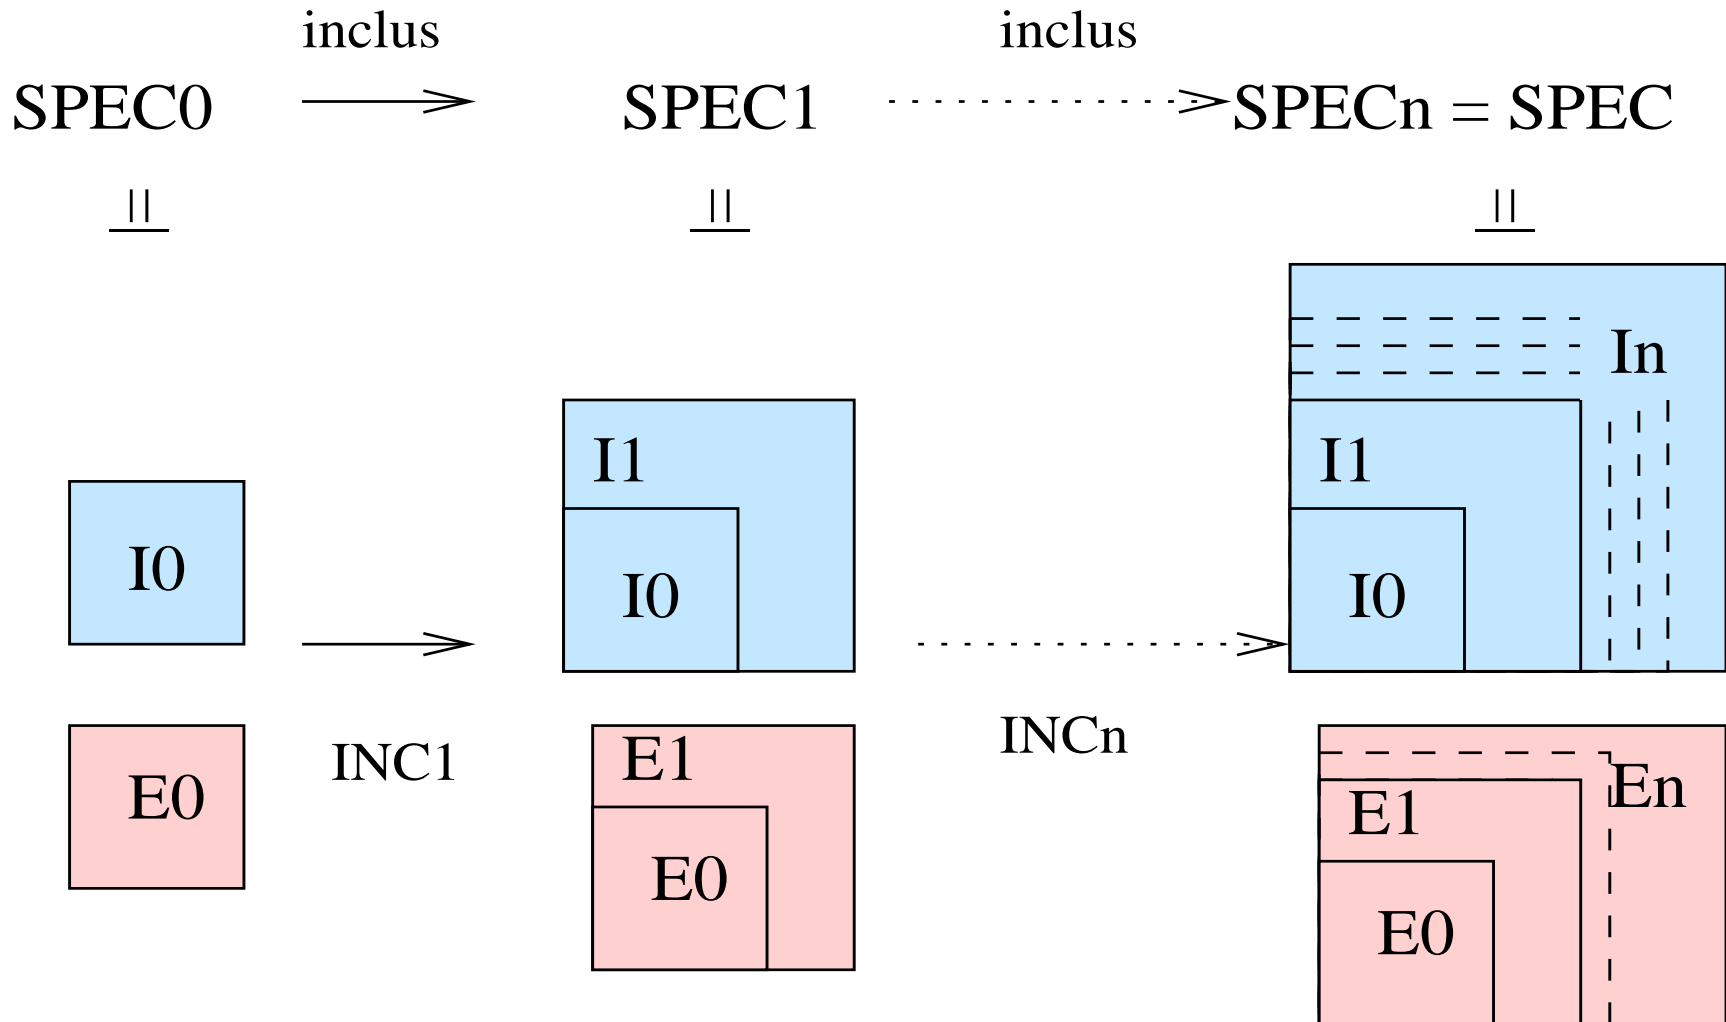 inclus inclus
SPEC0 SPEC1 SPECn = SPEC
In
I1 I1
I0 I0 I0
INC1 INCn
E1 En
E0 E1
E0 E0